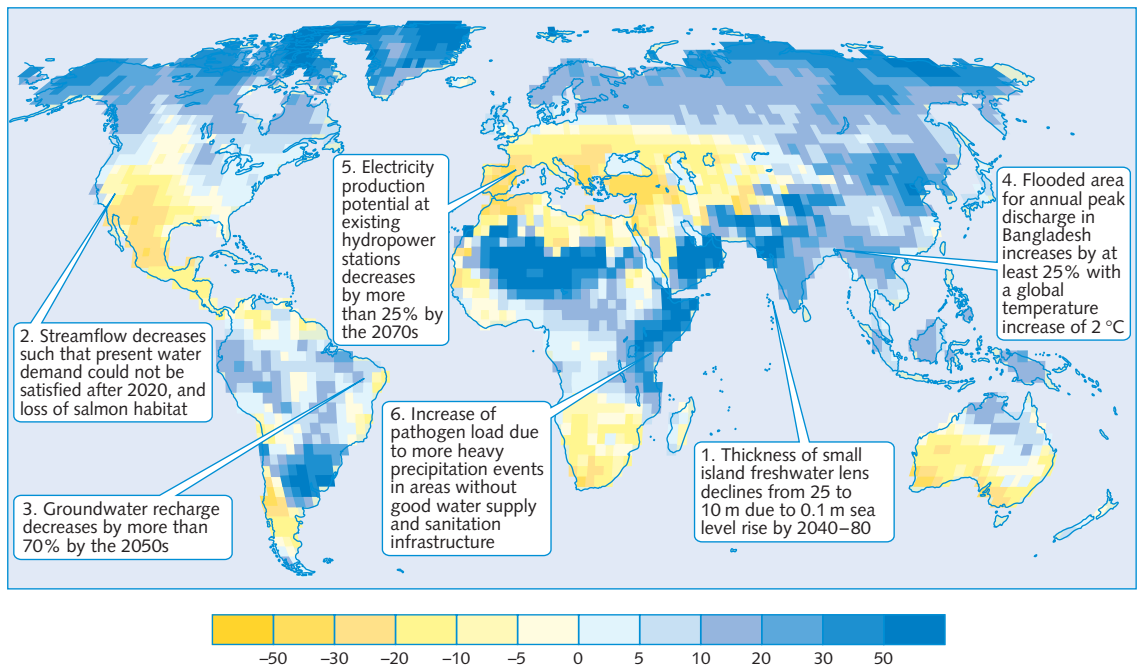 5. Electricity
production
potential at
existing
hydropower
stations
decreases
by more
than 25% by
the 2070s
4. Flooded area
for annual peak
discharge in
Bangladesh
increases by at
least 25% with
a global
temperature
increase of 2 °C
2. Streamflow decreases
such that present water
demand could not be
satisfied after 2020, and
loss of salmon habitat
6. Increase of
pathogen load due
to more heavy
precipitation events
in areas without
good water supply
and sanitation
infrastructure
1. Thickness of small
island freshwater lens
declines from 25 to
10 m due to 0.1 m sea
level rise by 2040–80
3. Groundwater recharge
decreases by more than
70% by the 2050s
–50 –30 –20 –10 –5 0 5 10 20 30 50